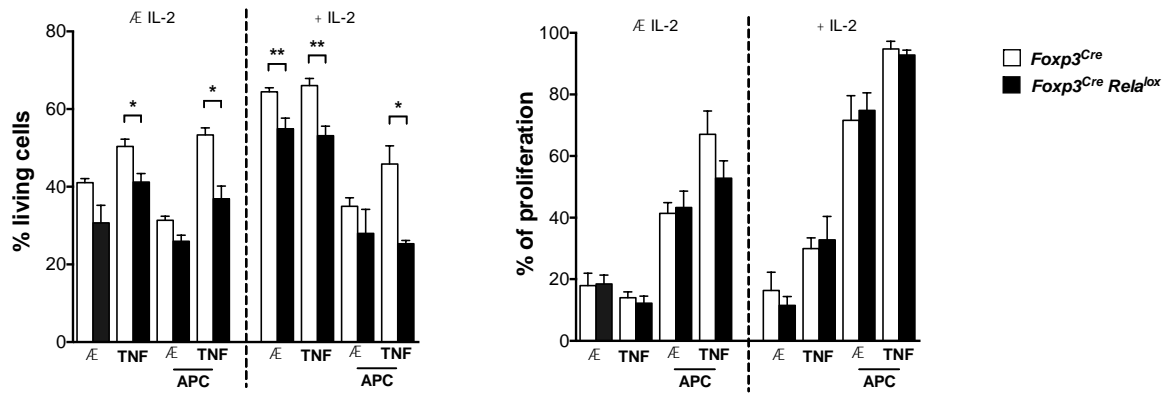 Æ IL-2
+ IL-2
80
60
40
20
0
% living cells
*
*
**
**
*
Æ TNF Æ TNF Æ TNF Æ TNF
APC APC
Æ IL-2
+ IL-2
100
80
60
40
20
0
% of proliferation
Æ TNF Æ TNF Æ TNF Æ TNF
APC APC
Foxp3Cre
Foxp3Cre Relalox